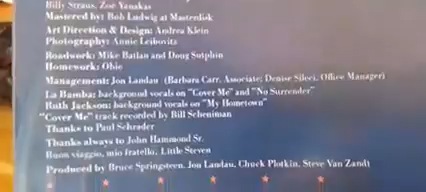 Billy Straus, Zoe Yanakas
Mastered by: Bob Ludwig at Masterdisk
Art Direction & Design: Andrea Klein
Photography: Annie Leibovitz
Roadwork: Mike Batlan and Doug Sutphin
Homework: Obie
Management: Jon Landau (Barbara Carr, Associate; Denise Sileci, Office Manager)
La Bamba: background vocals on "Cover Me" and "No Surrender"
Ruth Jackson: background vocals on "My Hometown"
"Cover Me" track recorded by Bill Scheniman
Thanks to Paul Schrader
Thanks always to John Hammond Sr.
Buon viaggio, mio fratello, Little Steven
Produced by Bruce Springsteen, Jon Landau, Chuck Plotkin, Steve Van Zandt